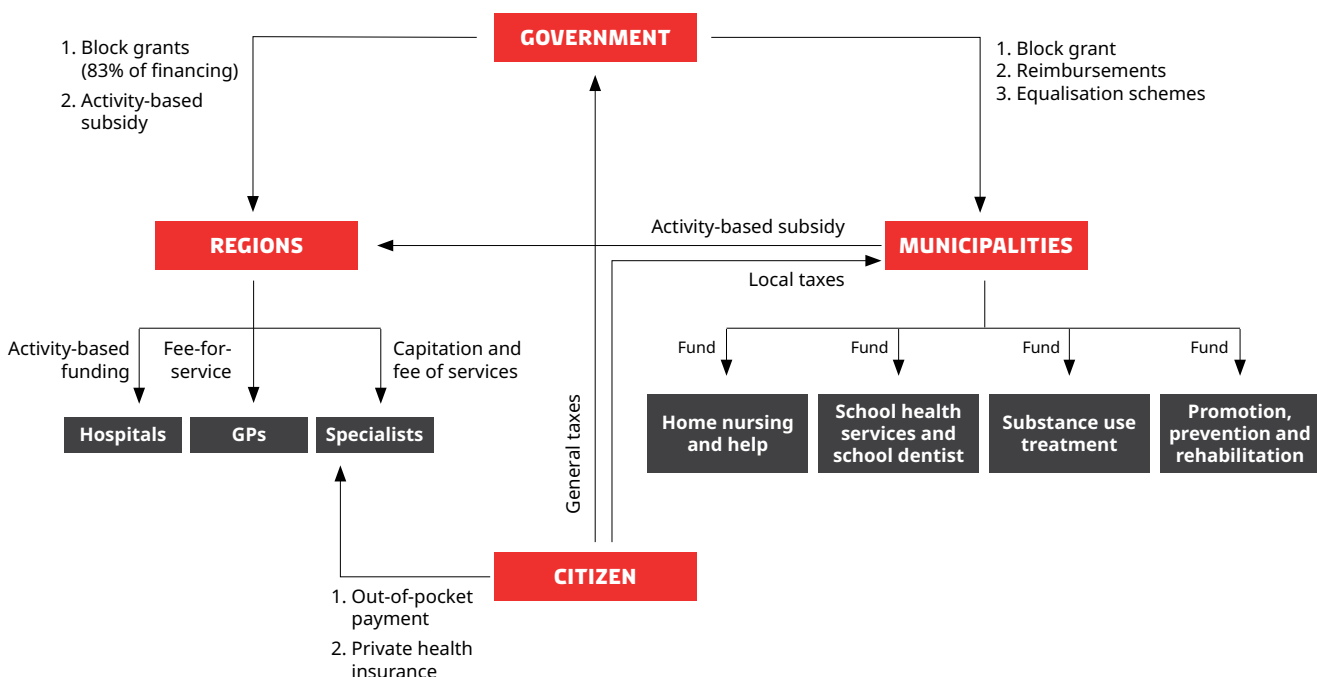 GOVERNMENT
1. Block grants
(83% of financing)
2. Activity-based
subsidy
1. Block grant
2. Reimbursements
3. Equalisation schemes
REGIONS
Activity-based subsidy
MUNICIPALITIES
Local taxes
Activity-based
funding
Fee-for-
service
Capitation and
fee of services
Fund
Fund
Fund
Fund
Hospitals
GPs
Specialists
Home nursing
and help
School health
services and
school dentist
Substance use
treatment
Promotion,
prevention and
rehabilitation
General taxes
CITIZEN
1. Out-of-pocket
payment
2. Private health
insurance